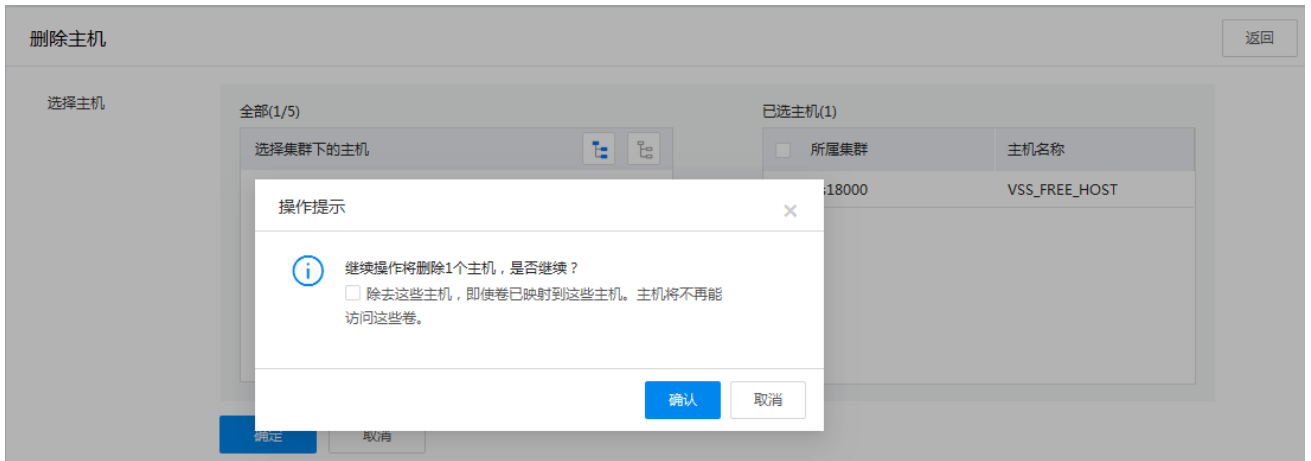 删除主机
返回
选择主机
全部(1/5)
已选主机(1)
选择集群下的主机
所属集群
主机名称
18000
VSS_FREE_HOST
操作提示
继续操作将删除1个主机，是否继续？
除去这些主机，即使卷已映射到这些主机。主机将不再能
访问这些卷。
确认
取消
确定
取消